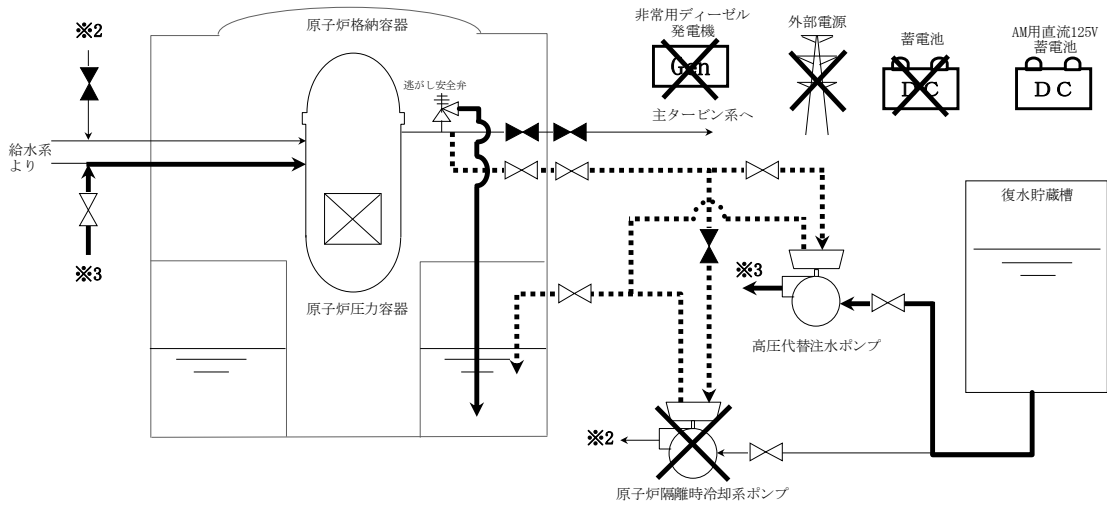 ※2
原子炉格納容器
非常用ディーゼル
発電機
Gen
外部電源
蓄電池
DC
AM用直流125V
蓄電池
DC
逃がし安全弁
主タービン系へ
給水系
より
※3
原子炉圧力容器
復水貯蔵槽
※3
高圧代替注水ポンプ
※2
原子炉隔離時冷却系ポンプ